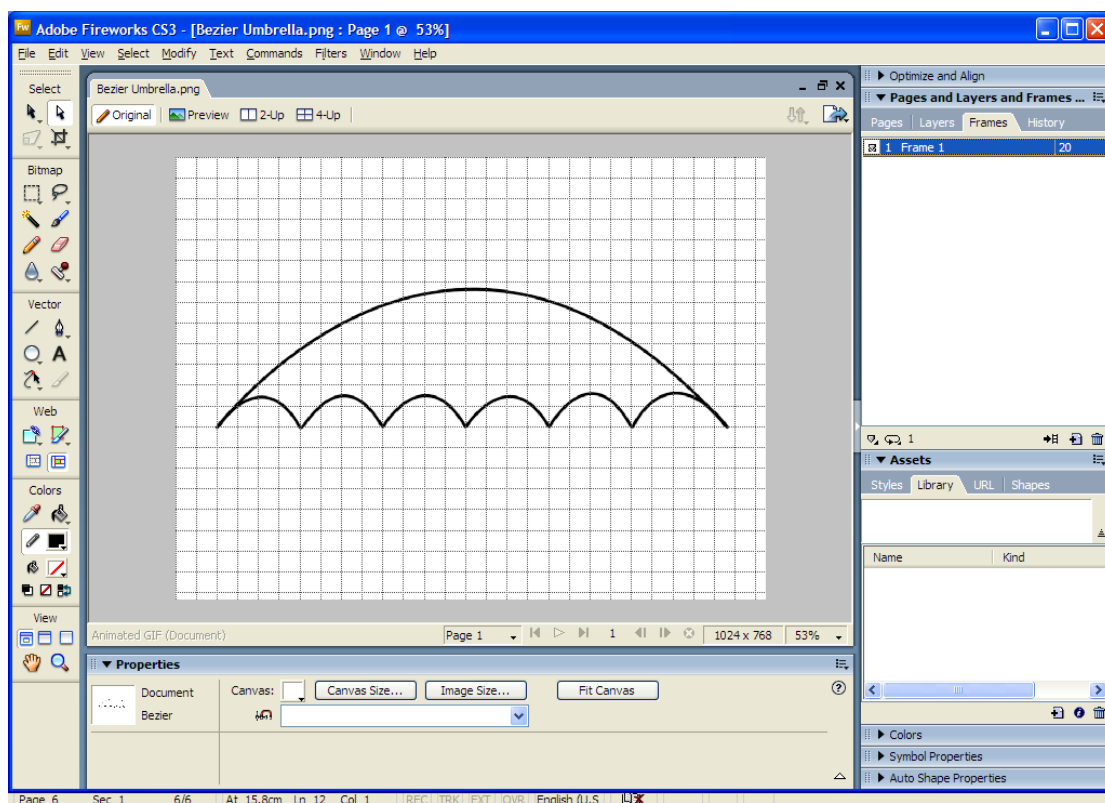 Fw Adobe Fireworks CS3 - [Bezier Umbrella.png : Page 1 @ 53%]
File Edit View Select Modify Text Commands Filters Window Help
Select
Bitmap
Vector
A
Web
Colors
View
Bezier Umbrella.png
Original Preview 2-Up 4-Up
Animated GIF (Document) Page 1 1 1024 x 768 53%
Properties
Document Canvas: Canvas Size... Image Size... Fit Canvas ?
Bezier
Optimize and Align
Pages and Layers and Frames ...
Pages Layers Frames History
1 Frame 1 20
1
Assets
Styles Library URL Shapes
Name Kind
Colors
Symbol Properties
Auto Shape Properties
Page 6 Sec 1 6/6 At 15.8cm Ln 12 Col 1 REC TRK EXT OVR English (U.S